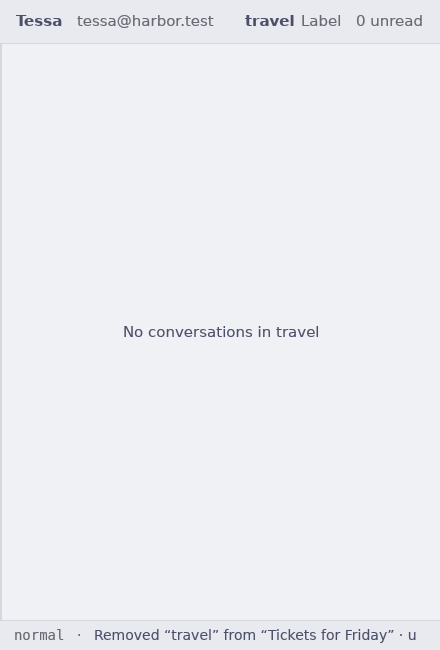 Tessa tessa@harbor.test travel Label 0 unread
No conversations in travel
normal · Removed “travel” from “Tickets for Friday” · u